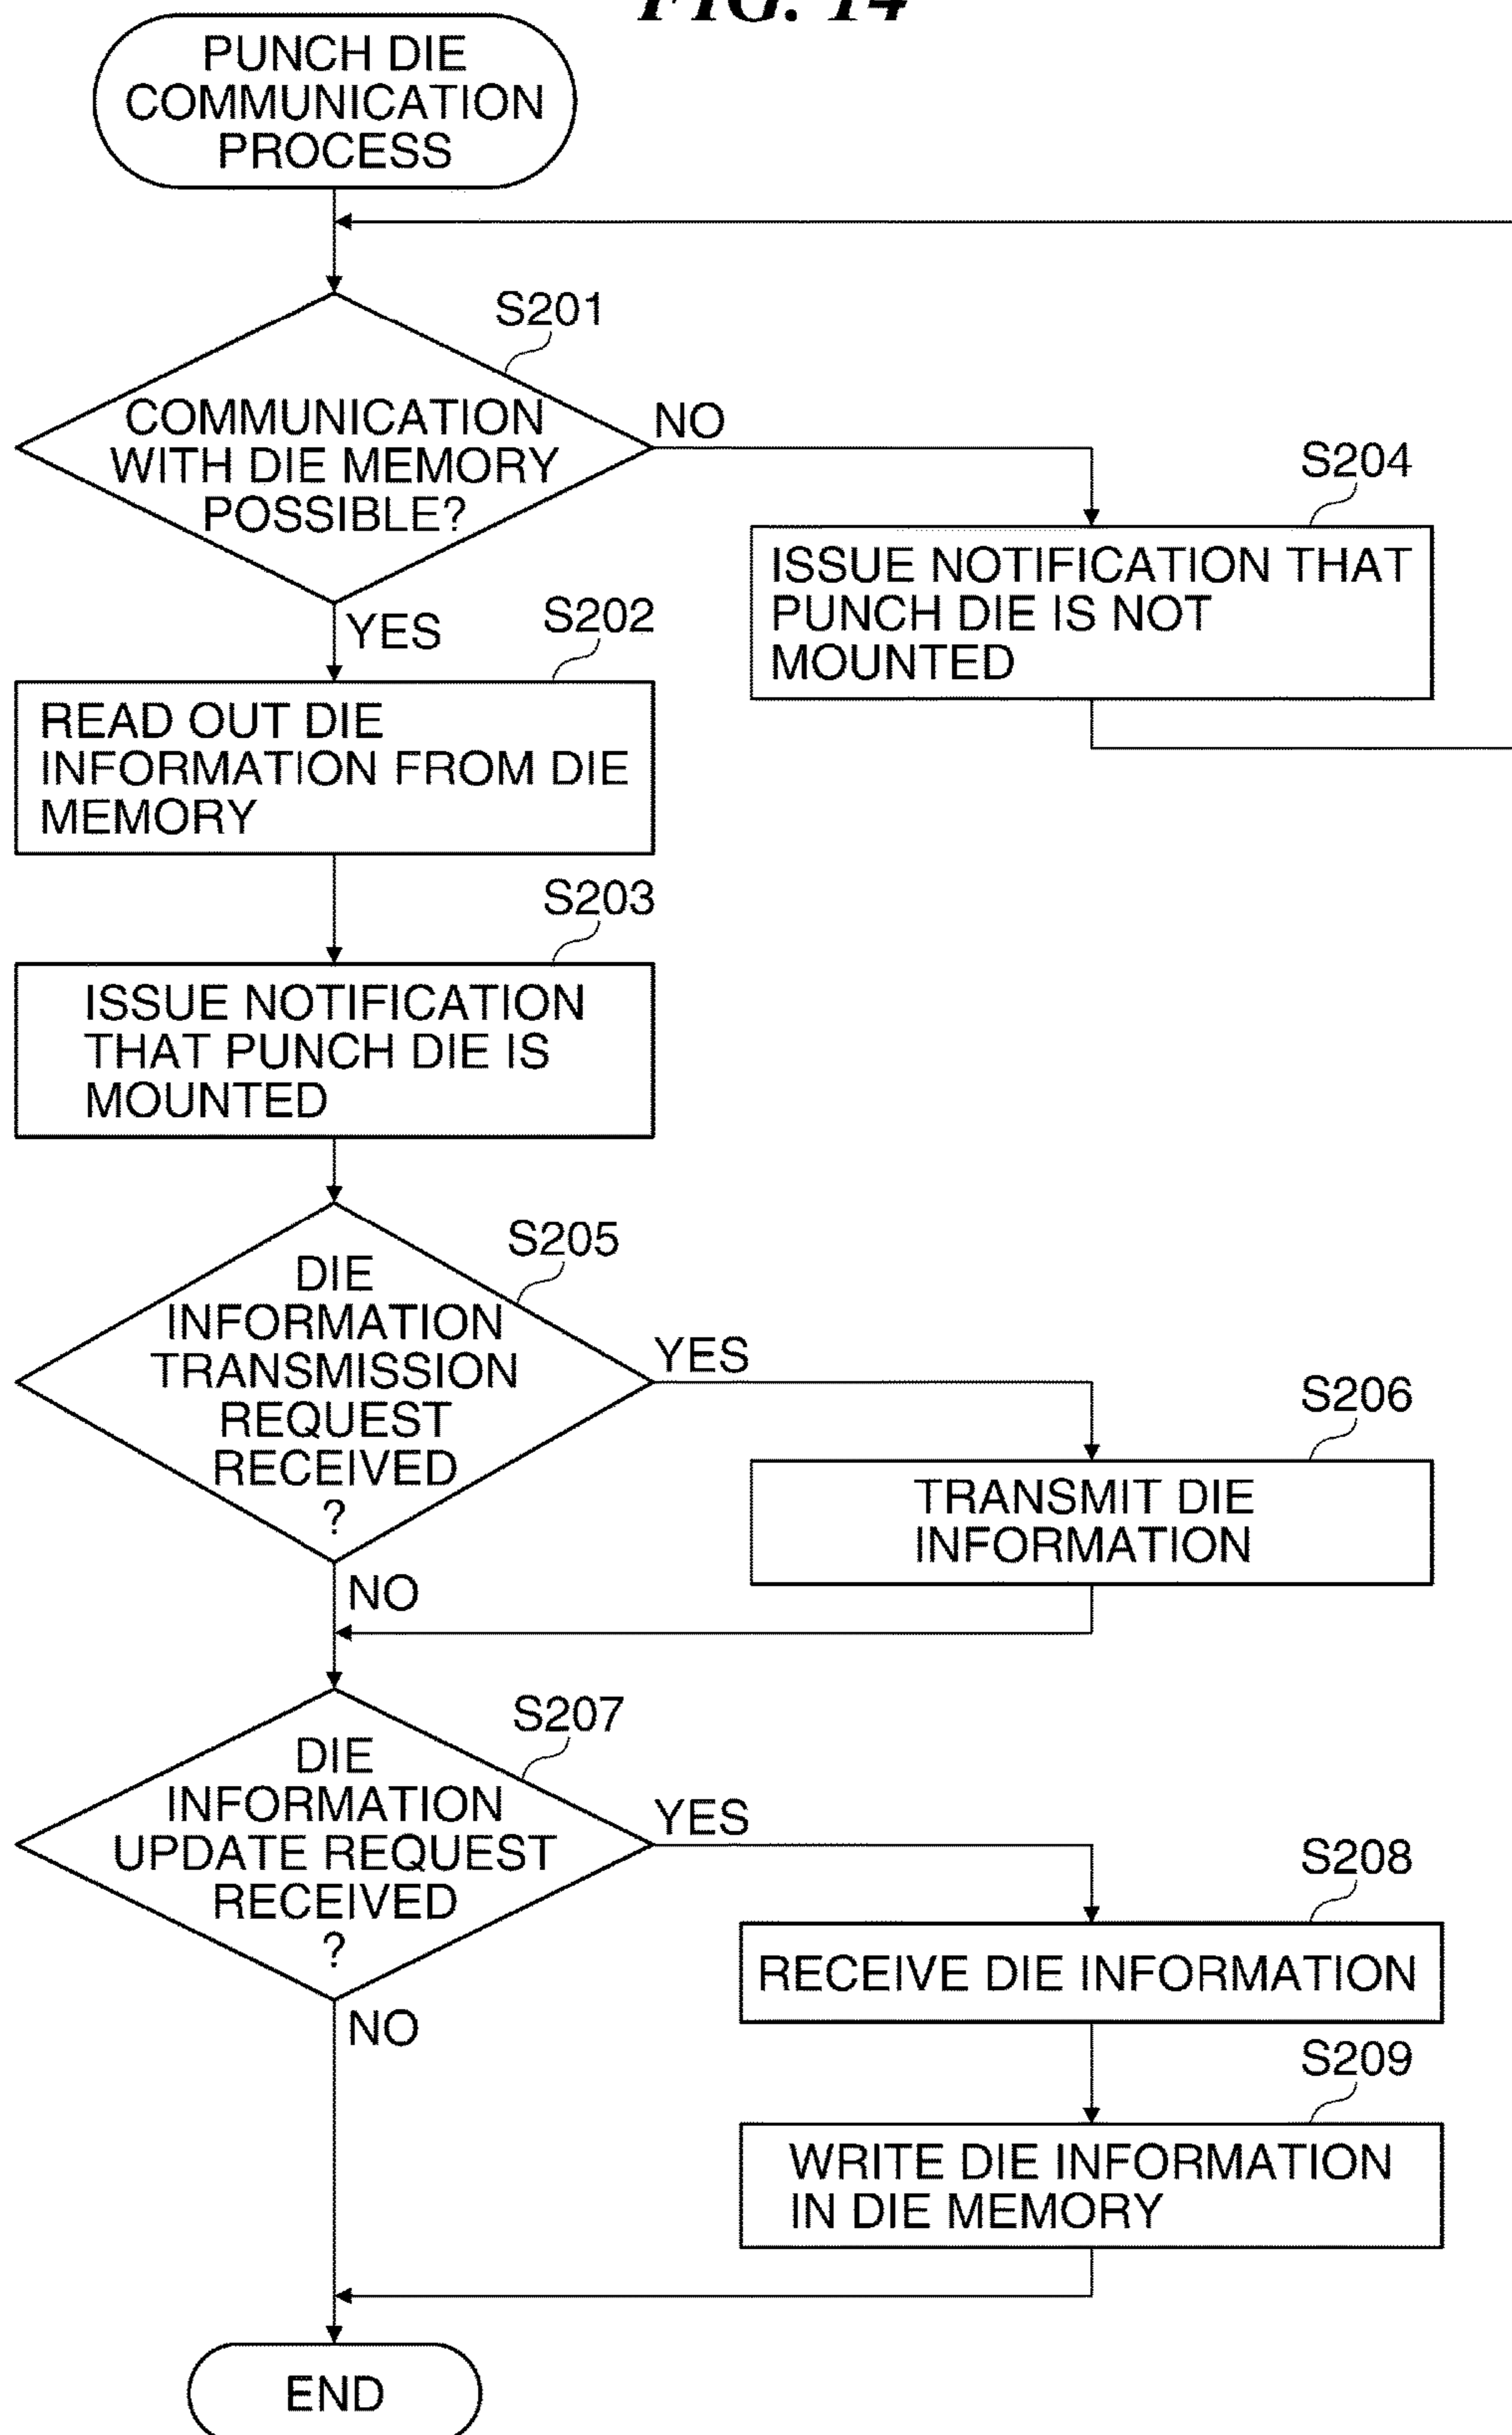 FIG. 14
PUNCH DIE
COMMUNICATION
PROCESS
S201
COMMUNICATION
WITH DIE MEMORY
POSSIBLE?
NO
S204
ISSUE NOTIFICATION THAT
PUNCH DIE IS NOT
MOUNTED
YES
S202
READ OUT DIE
INFORMATION FROM DIE
MEMORY
S203
ISSUE NOTIFICATION
THAT PUNCH DIE IS
MOUNTED
S205
DIE
INFORMATION
TRANSMISSION
REQUEST
RECEIVED
?
YES
S206
TRANSMIT DIE
INFORMATION
NO
S207
DIE
INFORMATION
UPDATE REQUEST
RECEIVED
?
YES
S208
RECEIVE DIE INFORMATION
NO
S209
WRITE DIE INFORMATION
IN DIE MEMORY
END